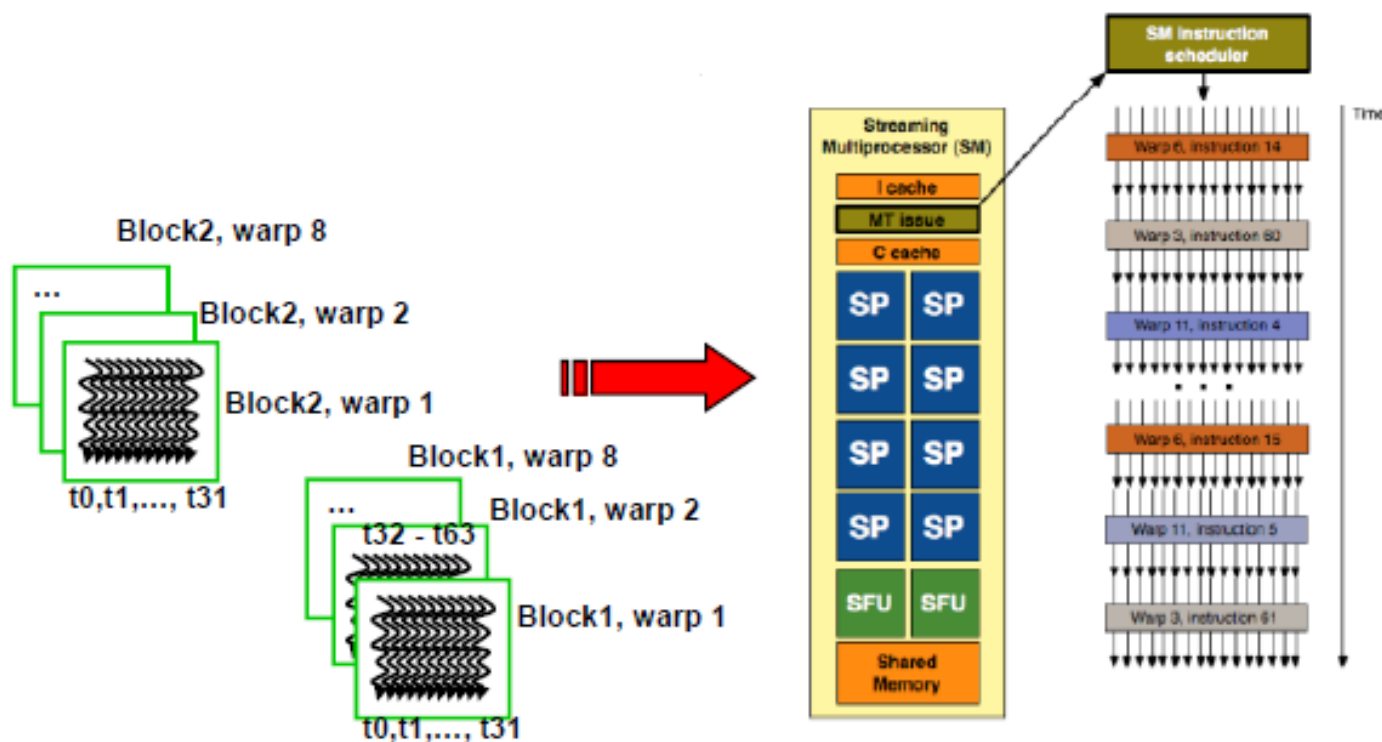 Block2, warp 8
...
Block2, warp 2
Block2, warp 1
t0,t1,..., t31
Block1, warp 8
...
Block1, warp 2
t32 - t63
Block1, warp 1
t0,t1,..., t31
Streaming
Multiprocessor (SM)
I cache
MT issue
C cache
SP SP
SP SP
SP SP
SP SP
SFU SFU
Shared
Memory
SM instruction
scheduler
Time
Warp 6, instruction 14
Warp 3, instruction 60
Warp 11, instruction 4
. . .
Warp 6, instruction 15
Warp 11, instruction 5
Warp 3, instruction 61